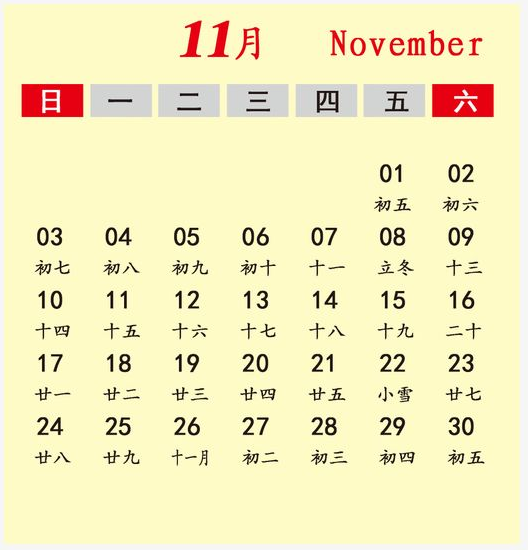 11月 November
日 一 二 三 四 五 六
01 02
初五 初六
03 04 05 06 07 08 09
初七 初八 初九 初十 十一 立冬 十三
10 11 12 13 14 15 16
十四 十五 十六 十七 十八 十九 二十
17 18 19 20 21 22 23
廿一 廿二 廿三 廿四 廿五 小雪 廿七
24 25 26 27 28 29 30
廿八 廿九 十一月 初二 初三 初四 初五